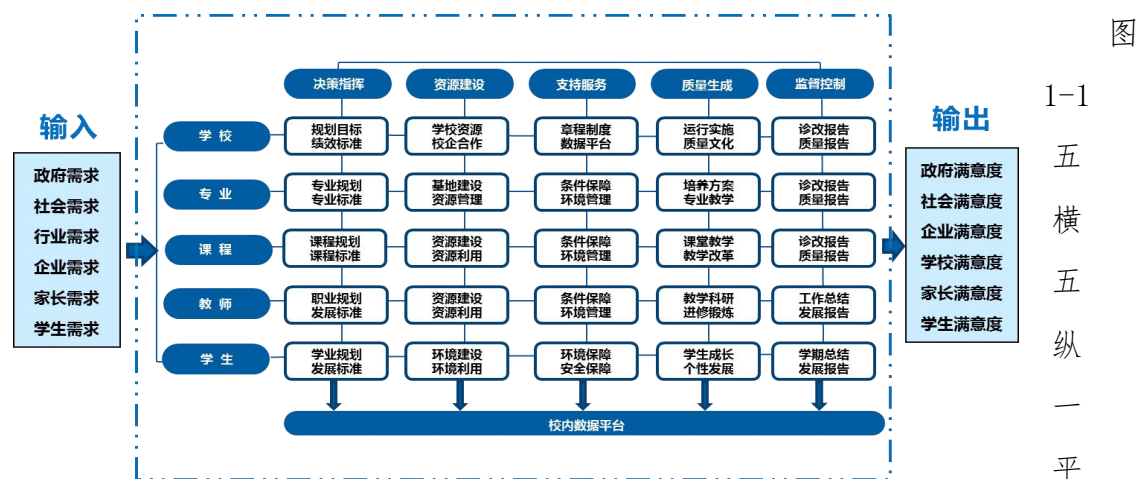 图
1-1
五
横
五
纵
一
平
输入
政府需求
社会需求
行业需求
企业需求
家长需求
学生需求
决策指挥
资源建设
支持服务
质量生成
监督控制
学校
规划目标
绩效标准
学校资源
校企合作
章程制度
数据平台
运行实施
质量文化
诊改报告
质量报告
专业
专业规划
专业标准
基地建设
资源管理
条件保障
环境管理
培养方案
专业教学
诊改报告
质量报告
课程
课程规划
课程标准
资源建设
资源利用
条件保障
环境管理
课堂教学
教学改革
诊改报告
质量报告
教师
职业规划
发展标准
资源建设
资源利用
条件保障
环境管理
教学科研
进修锻炼
工作总结
发展报告
学生
学业规划
发展标准
环境建设
环境利用
环境保障
安全保障
学生成长
个性发展
学期总结
发展报告
校内数据平台
输出
政府满意度
社会满意度
企业满意度
学校满意度
家长满意度
学生满意度